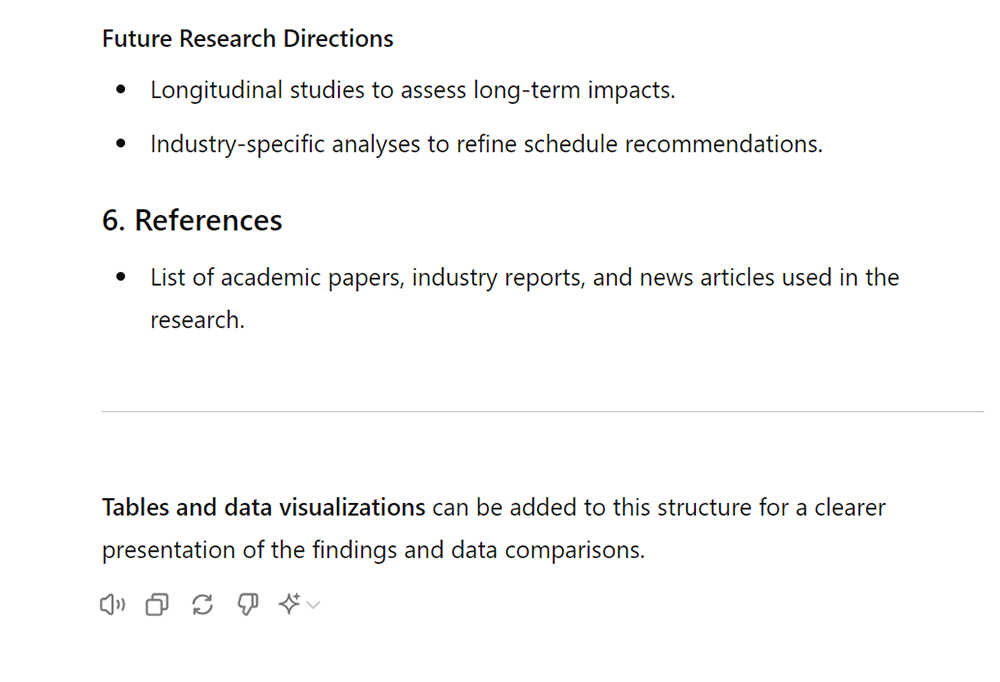 Future Research Directions
• Longitudinal studies to assess long-term impacts.
• Industry-specific analyses to refine schedule recommendations.
6. References
• List of academic papers, industry reports, and news articles used in the
research.
Tables and data visualizations can be added to this structure for a clearer
presentation of the findings and data comparisons.